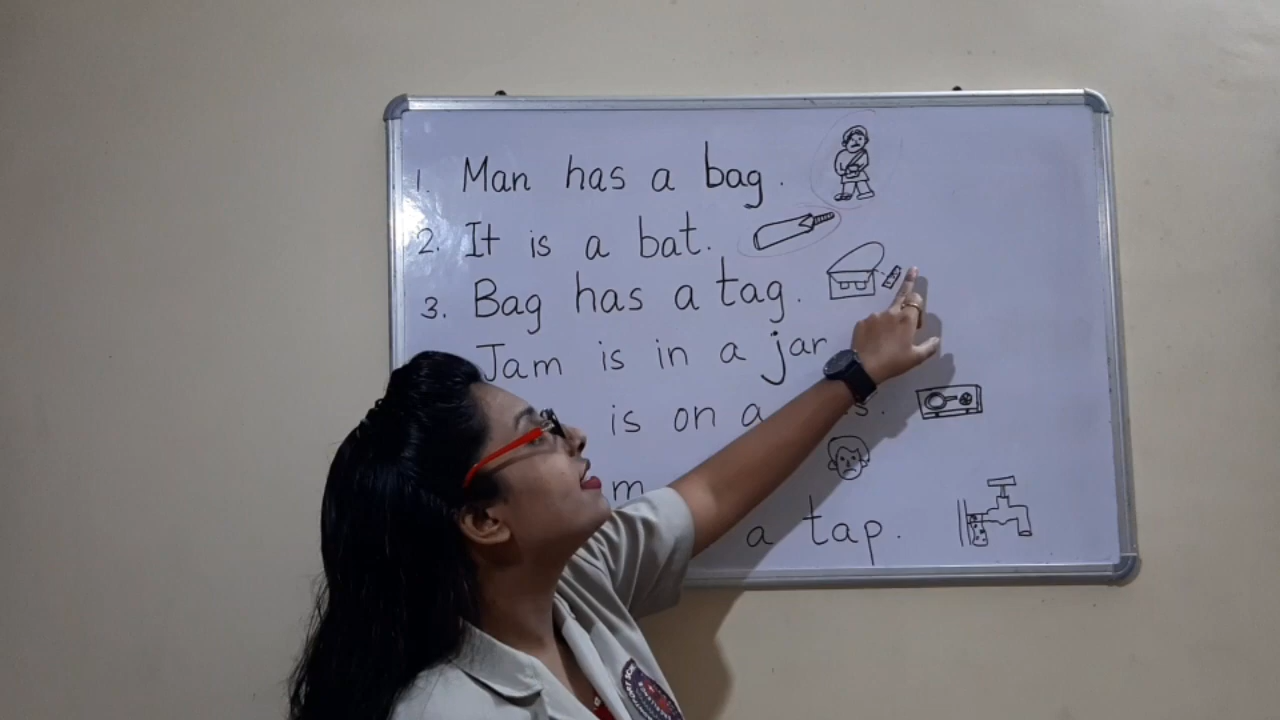 1. Man has a bag.
2. It is a bat.
3. Bag has a tag.
Jam is in a jar
is on a
a tap.